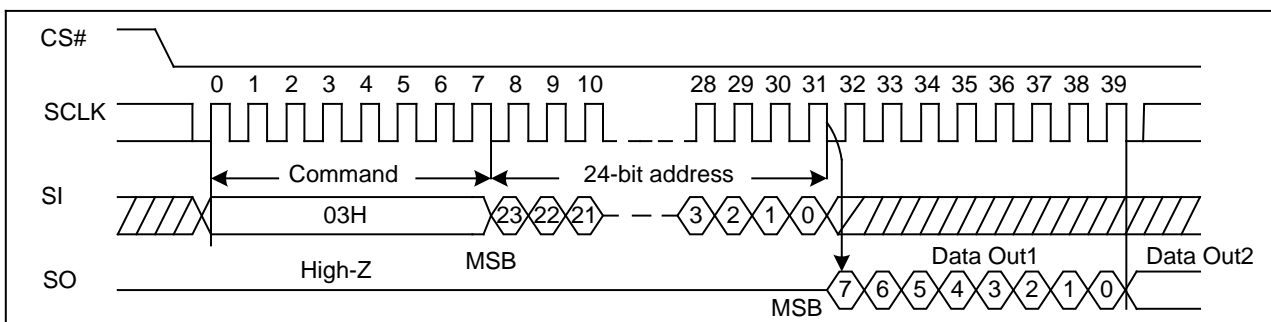 CS#
0 1 2 3 4 5 6 7 8 9 10 28 29 30 31 32 33 34 35 36 37 38 39
SCLK
Command 24-bit address
SI
03H 23 22 21 3 2 1 0
High-Z MSB Data Out1 Data Out2
SO
MSB 7 6 5 4 3 2 1 0